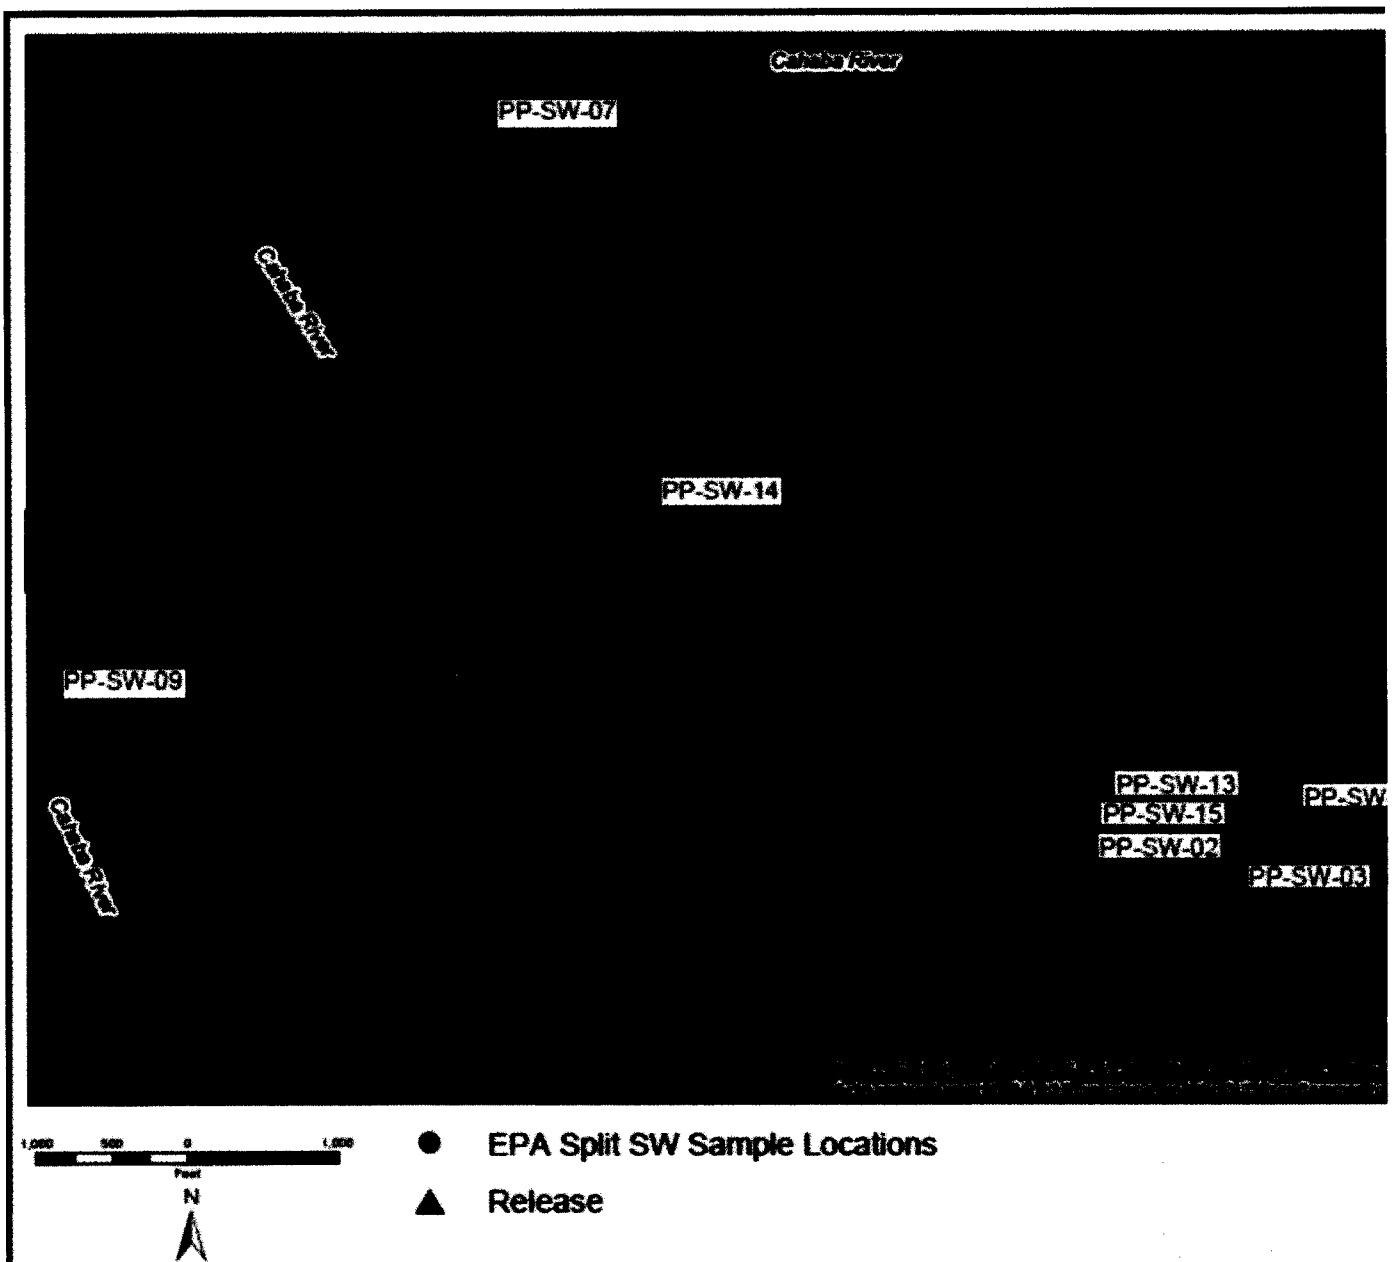 Cahaba River
PP-SW-07
Cahaba River
PP-SW-14
PP-SW-09
PP-SW-13
PP-SW-
PP-SW-15
Cahaba River
PP-SW-02
PP-SW-03
1,000 500 0 1,000
Feet
N
EPA Split SW Sample Locations
Release